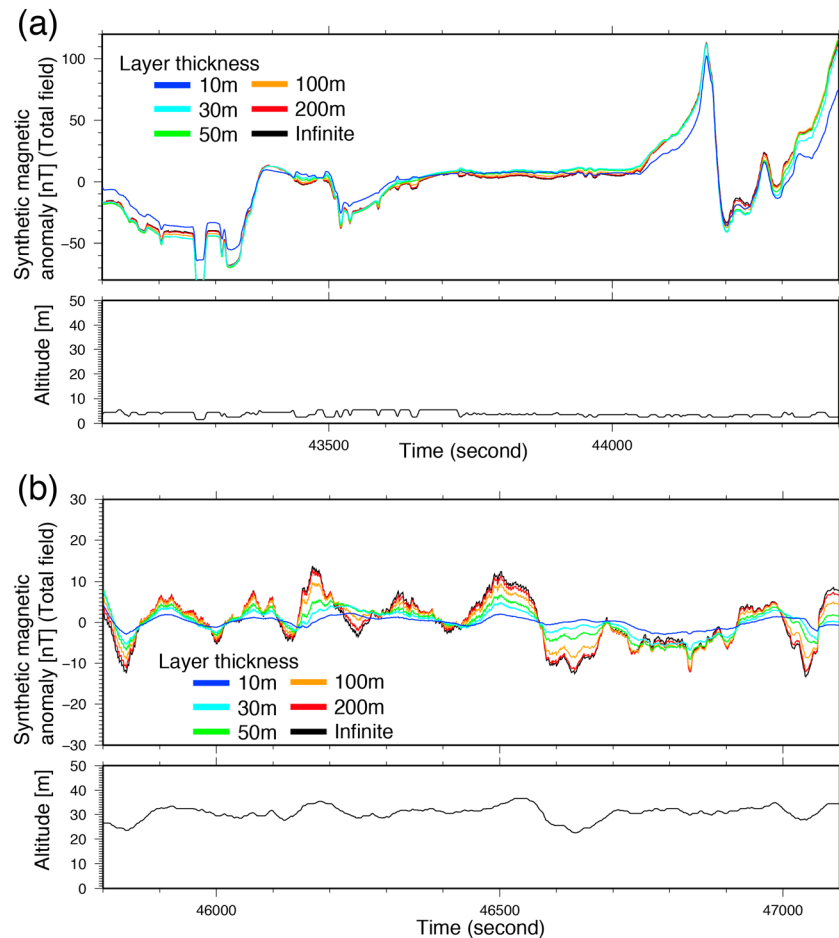 (a)
Synthetic magnetic
anomaly [nT] (Total field)
100
50
0
−50
Layer thickness
10m
100m
30m
200m
50m
Infinite
Altitude [m]
50
40
30
20
10
0
43500
44000
Time (second)
(b)
Synthetic magnetic
anomaly [nT] (Total field)
30
20
10
0
−10
−20
−30
Layer thickness
10m
100m
30m
200m
50m
Infinite
Altitude [m]
50
40
30
20
10
0
46000
46500
47000
Time (second)